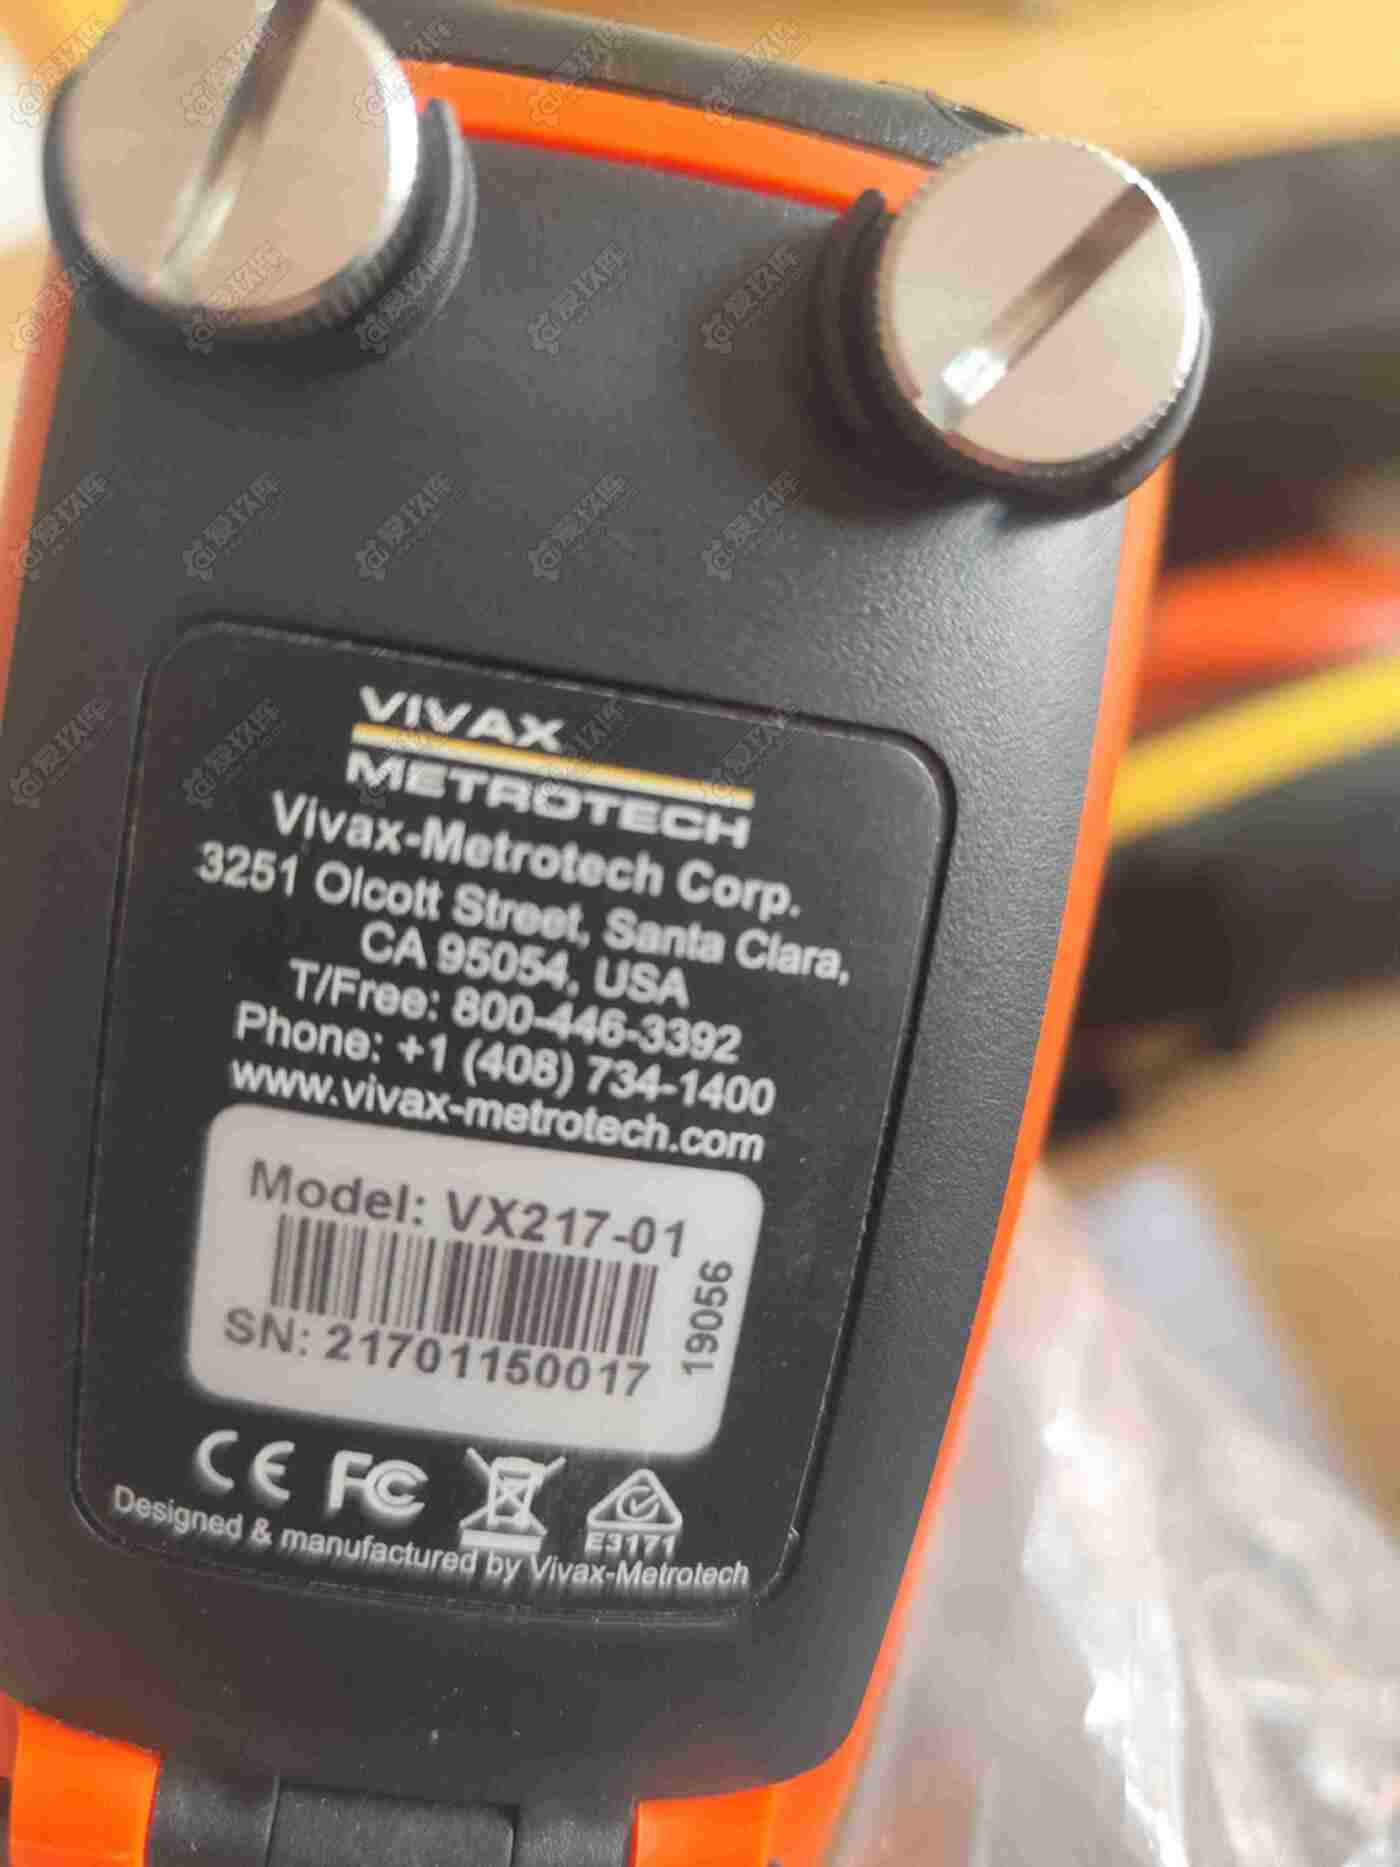 VIVAX
METROTECH
Vivax-Metrotech Corp.
3251 Olcott Street, Santa Clara,
CA 95054, USA
T/Free: 800-446-3392
Phone: +1 (408) 734-1400
www.vivax-metrotech.com
Model: VX217-01
SN: 21701150017
19056
CE FC
E3171
Designed & manufactured by Vivax-Metrotech